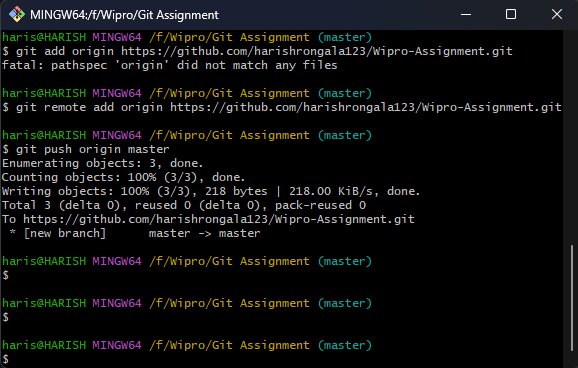 MINGW64:/f/Wipro/Git Assignment
haris@HARISH MINGW64 /f/Wipro/Git Assignment (master)
$ git add origin https://github.com/harishrongala123/Wipro-Assignment.git
fatal: pathspec 'origin' did not match any files
haris@HARISH MINGW64 /f/Wipro/Git Assignment (master)
$ git remote add origin https://github.com/harishrongala123/Wipro-Assignment.git
haris@HARISH MINGW64 /f/Wipro/Git Assignment (master)
$ git push origin master
Enumerating objects: 3, done.
Counting objects: 100% (3/3), done.
Writing objects: 100% (3/3), 218 bytes | 218.00 KiB/s, done.
Total 3 (delta 0), reused 0 (delta 0), pack-reused 0
To https://github.com/harishrongala123/Wipro-Assignment.git
 * [new branch]      master -> master
haris@HARISH MINGW64 /f/Wipro/Git Assignment (master)
$
haris@HARISH MINGW64 /f/Wipro/Git Assignment (master)
$
haris@HARISH MINGW64 /f/Wipro/Git Assignment (master)
$